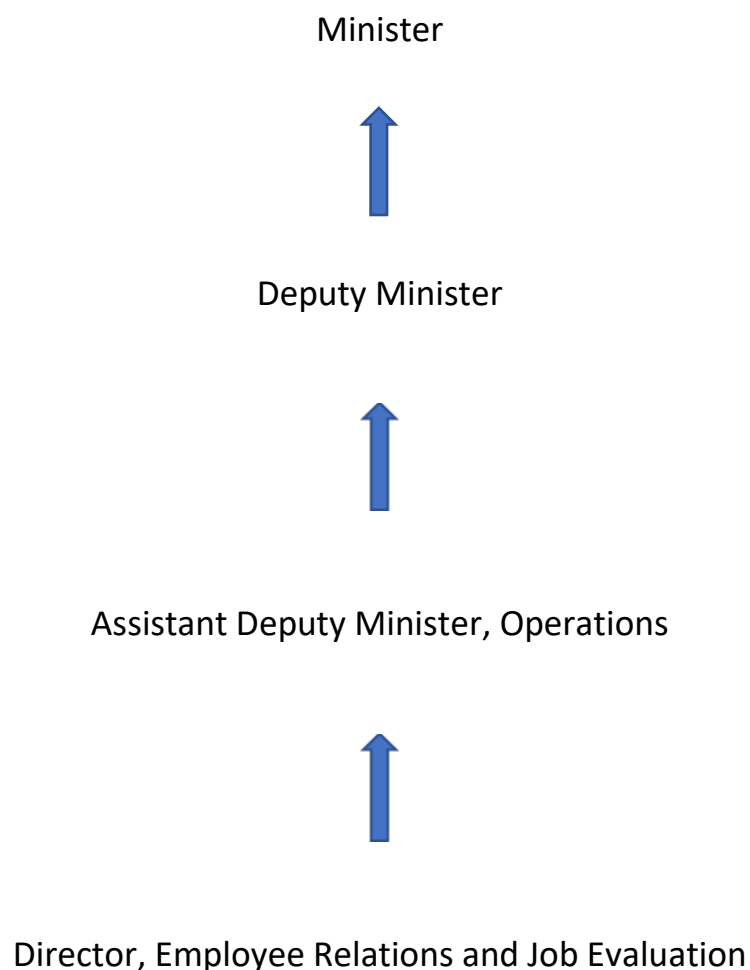 Minister
Deputy Minister
Assistant Deputy Minister, Operations
Director, Employee Relations and Job Evaluation